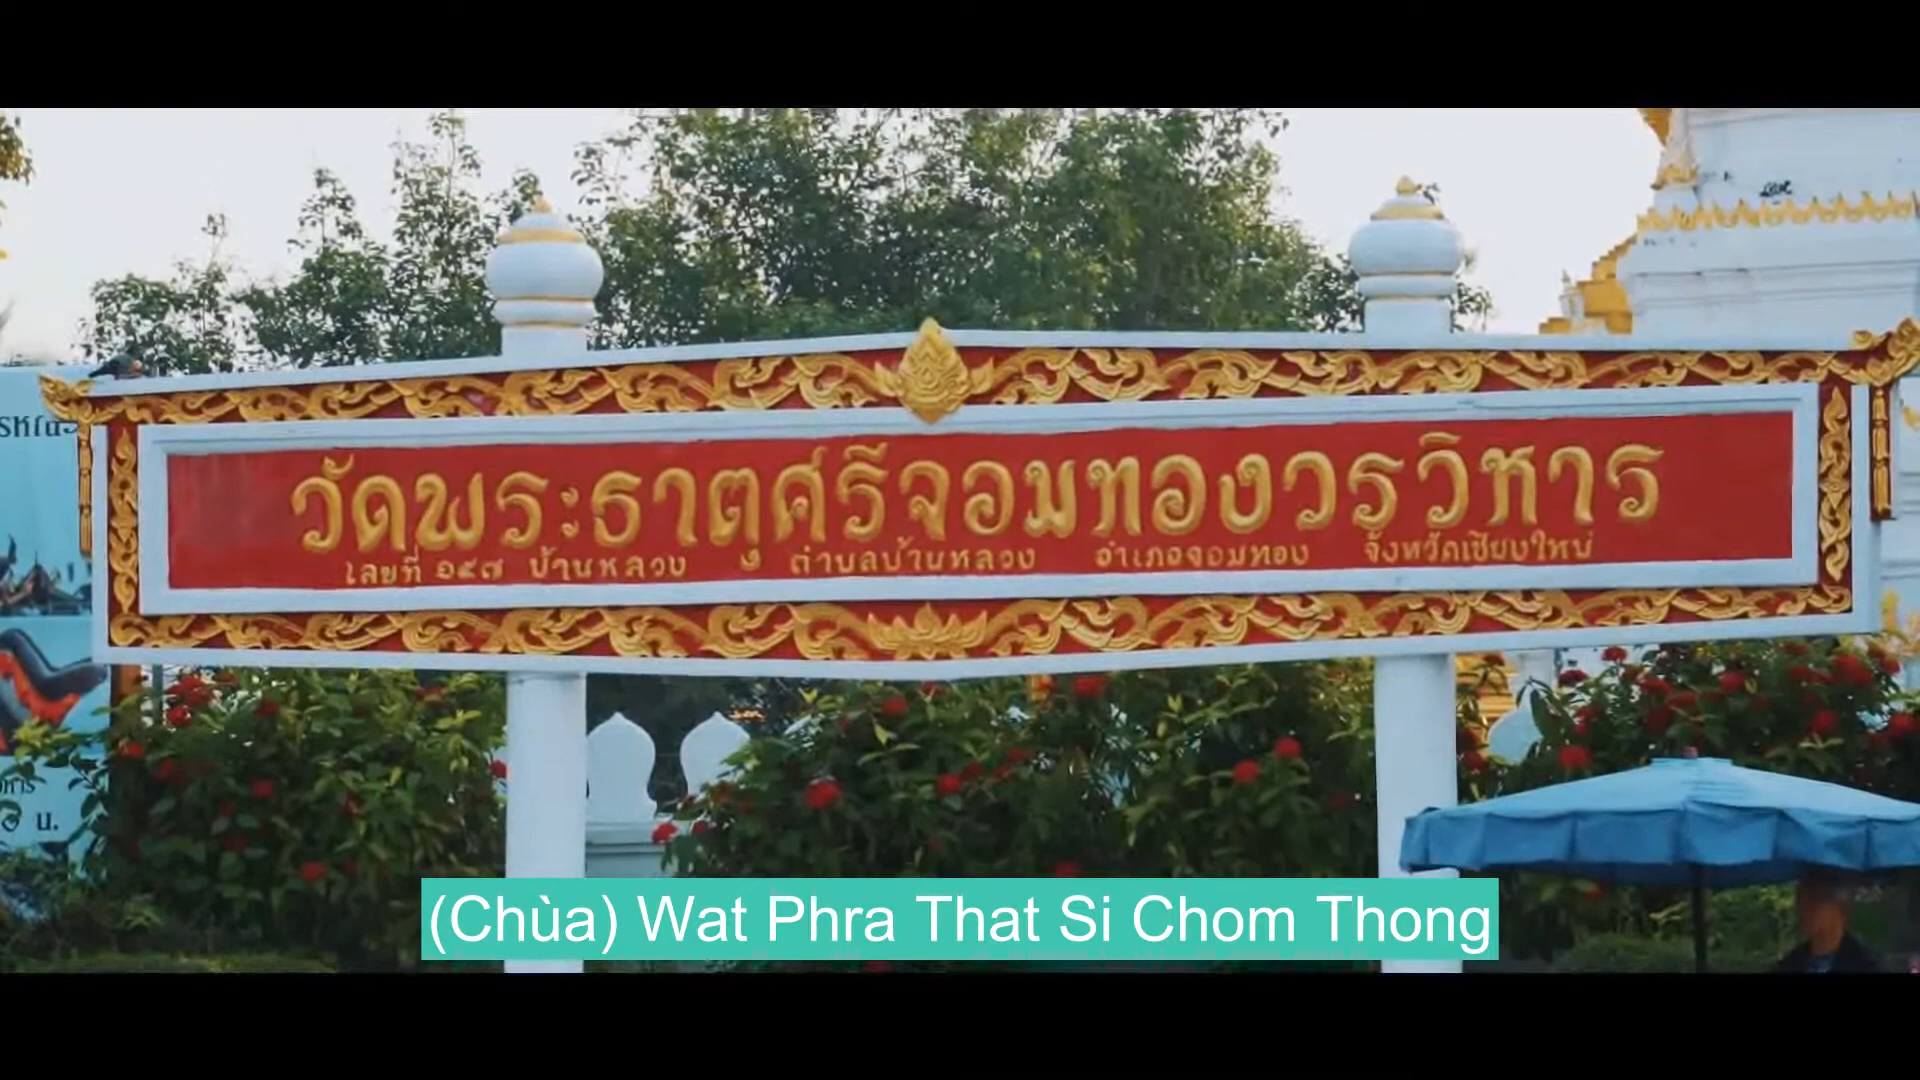 วัดพระธาตุศรีจอมทองวรวิหาร
เลขที่ ๑๕๗ บ้านหลวง ตำบลบ้านหลวง อำเภอจอมทอง จังหวัดเชียงใหม่
น.
(Chùa) Wat Phra That Si Chom Thong